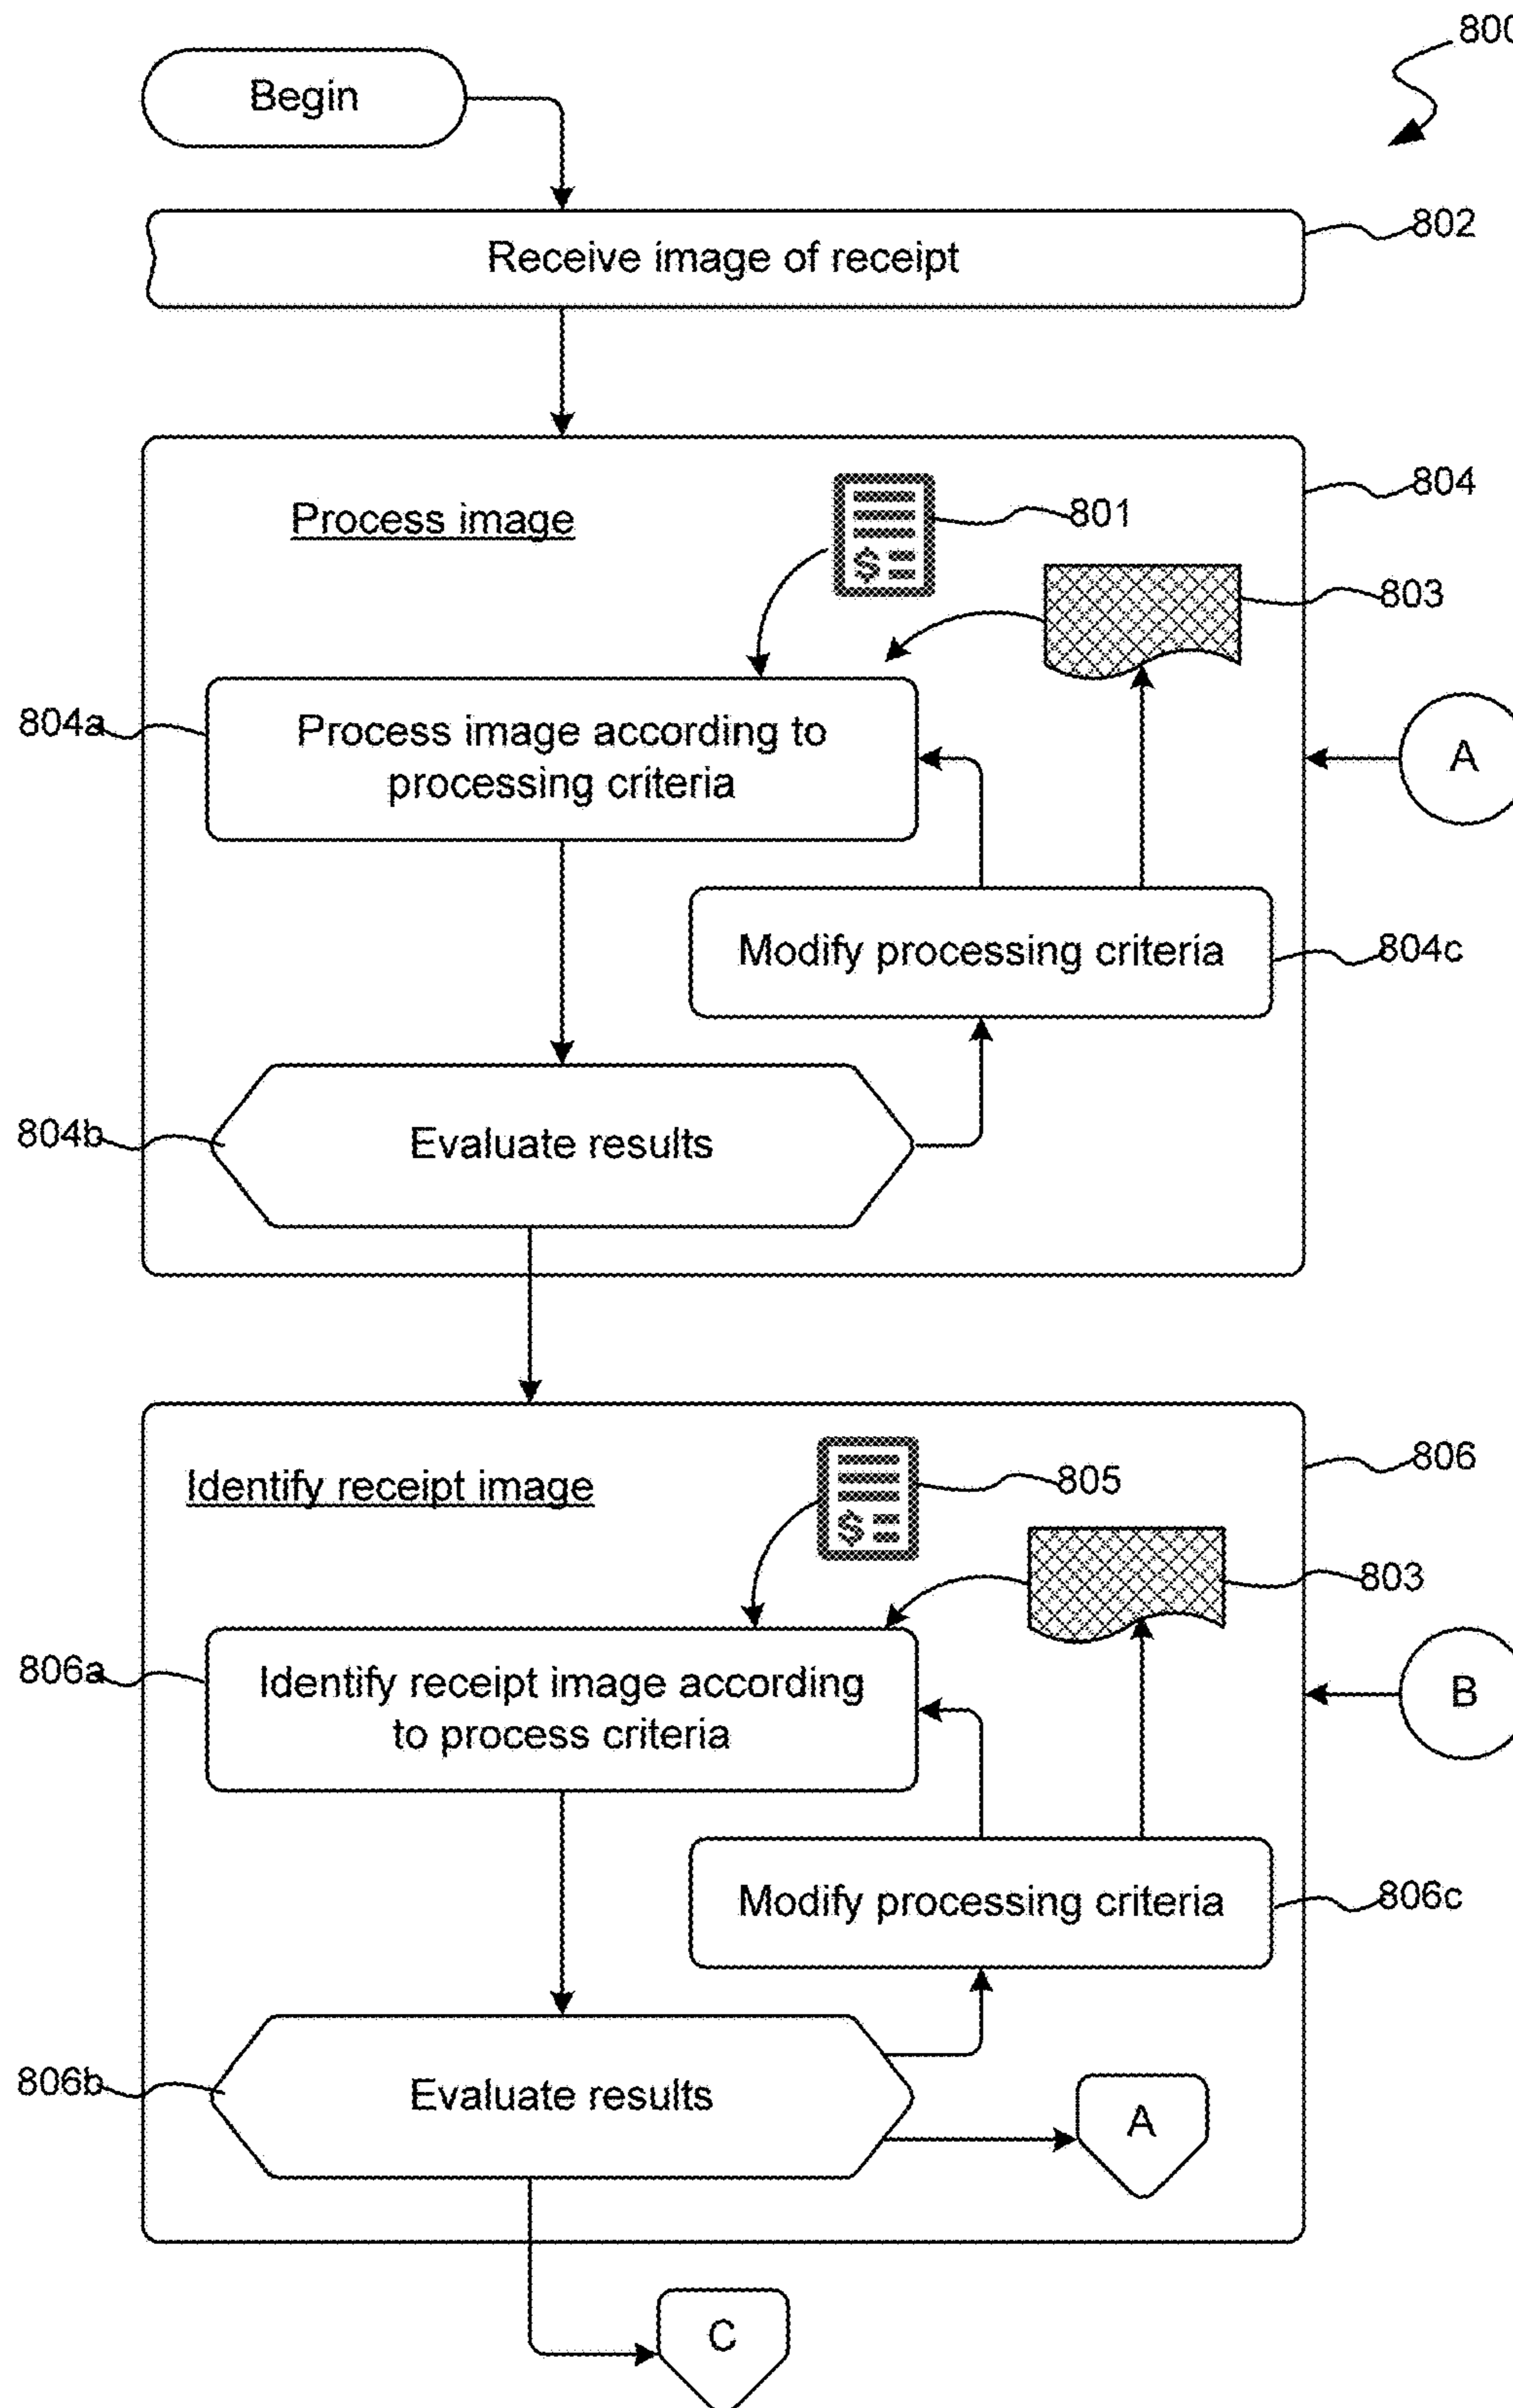 800
Begin
Receive image of receipt
802
Process image
801
804
803
804a
Process image according to
processing criteria
A
Modify processing criteria
804c
804b
Evaluate results
Identify receipt image
805
806
803
806a
Identify receipt image according
to process criteria
B
Modify processing criteria
806c
806b
Evaluate results
A
C